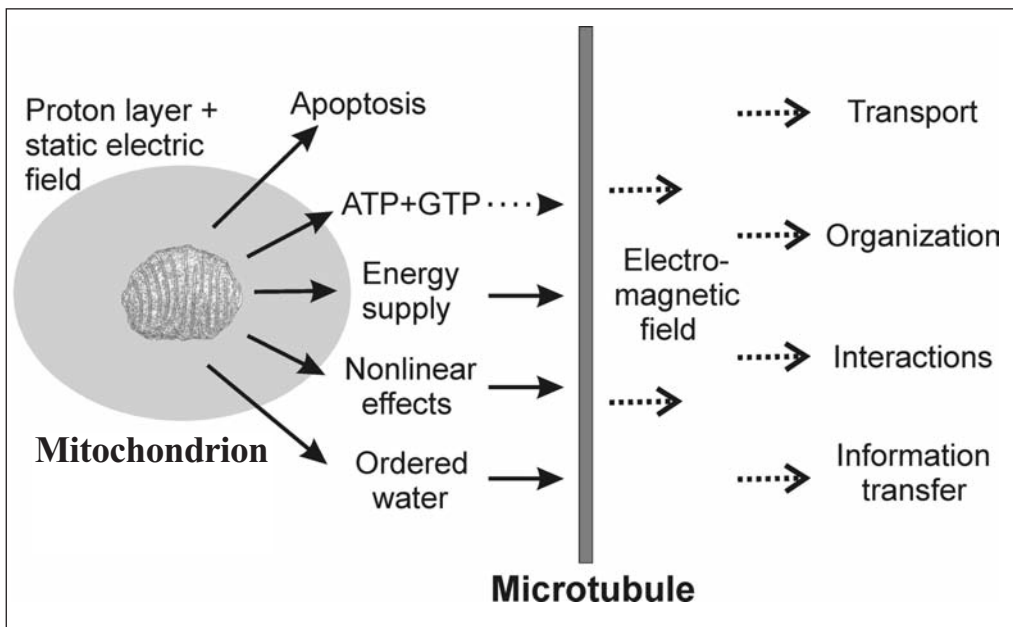 Proton layer +
static electric
field
Mitochondrion
Apoptosis
ATP+GTP
Energy
supply
Nonlinear
effects
Ordered
water
Microtubule
Electro-
magnetic
field
Transport
Organization
Interactions
Information
transfer